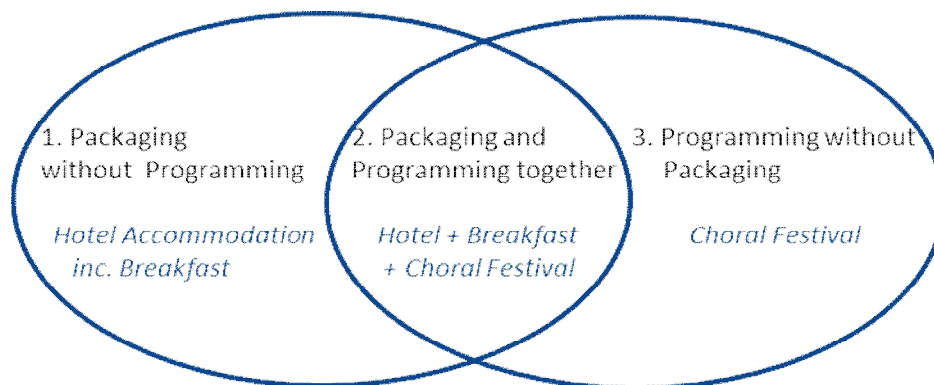 1. Packaging
without Programming
Hotel Accommodation
inc. Breakfast
2. Packaging and
Programming together
Hotel + Breakfast
+ Choral Festival
3. Programming without
Packaging
Choral Festival